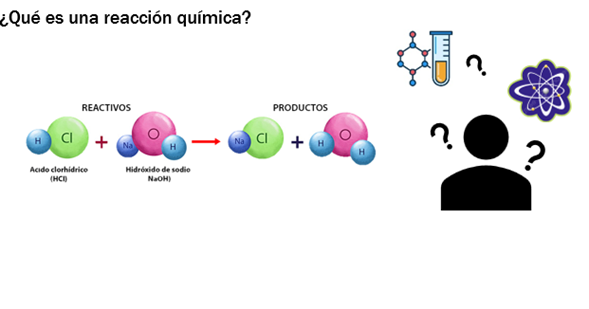 ¿Qué es una reacción química?
REACTIVOS
PRODUCTOS
H Cl + Na O H Na Cl + H O H
Acido clorhídrico
(HCl)
Hidróxido de sodio
NaOH)
? ? ?